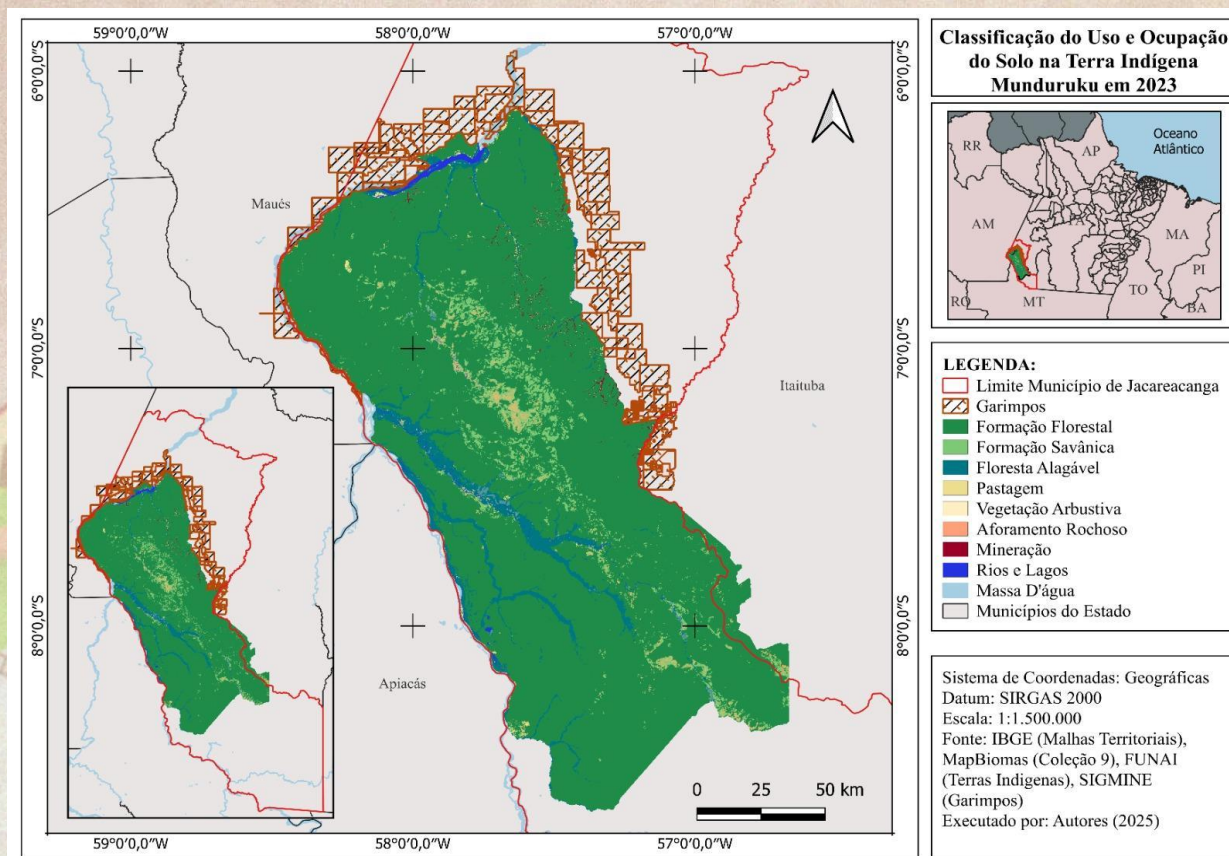 59°0'0,0"W
58°0'0,0"W
57°0'0,0"W
6°0'0,0"S
7°0'0,0"S
8°0'0,0"S
Maués
Itaituba
Apiacás
0 25 50 km
59°0'0,0"W
58°0'0,0"W
57°0'0,0"W
6°0'0,0"S
7°0'0,0"S
8°0'0,0"S
Classificação do Uso e Ocupação
do Solo na Terra Indígena
Munduruku em 2023
Oceano
Atlântico
RR
AP
AM
MA
PI
RO
MT
TO
BA
LEGENDA:
Limite Município de Jacareacanga
Garimpos
Formação Florestal
Formação Savânica
Floresta Alagável
Pastagem
Vegetação Arbustiva
Aforamento Rochoso
Mineração
Rios e Lagos
Massa D'água
Municípios do Estado
Sistema de Coordenadas: Geográficas
Datum: SIRGAS 2000
Escala: 1:1.500.000
Fonte: IBGE (Malhas Territoriais),
MapBiomas (Coleção 9), FUNAI
(Terras Indigenas), SIGMINE
(Garimpos)
Executado por: Autores (2025)